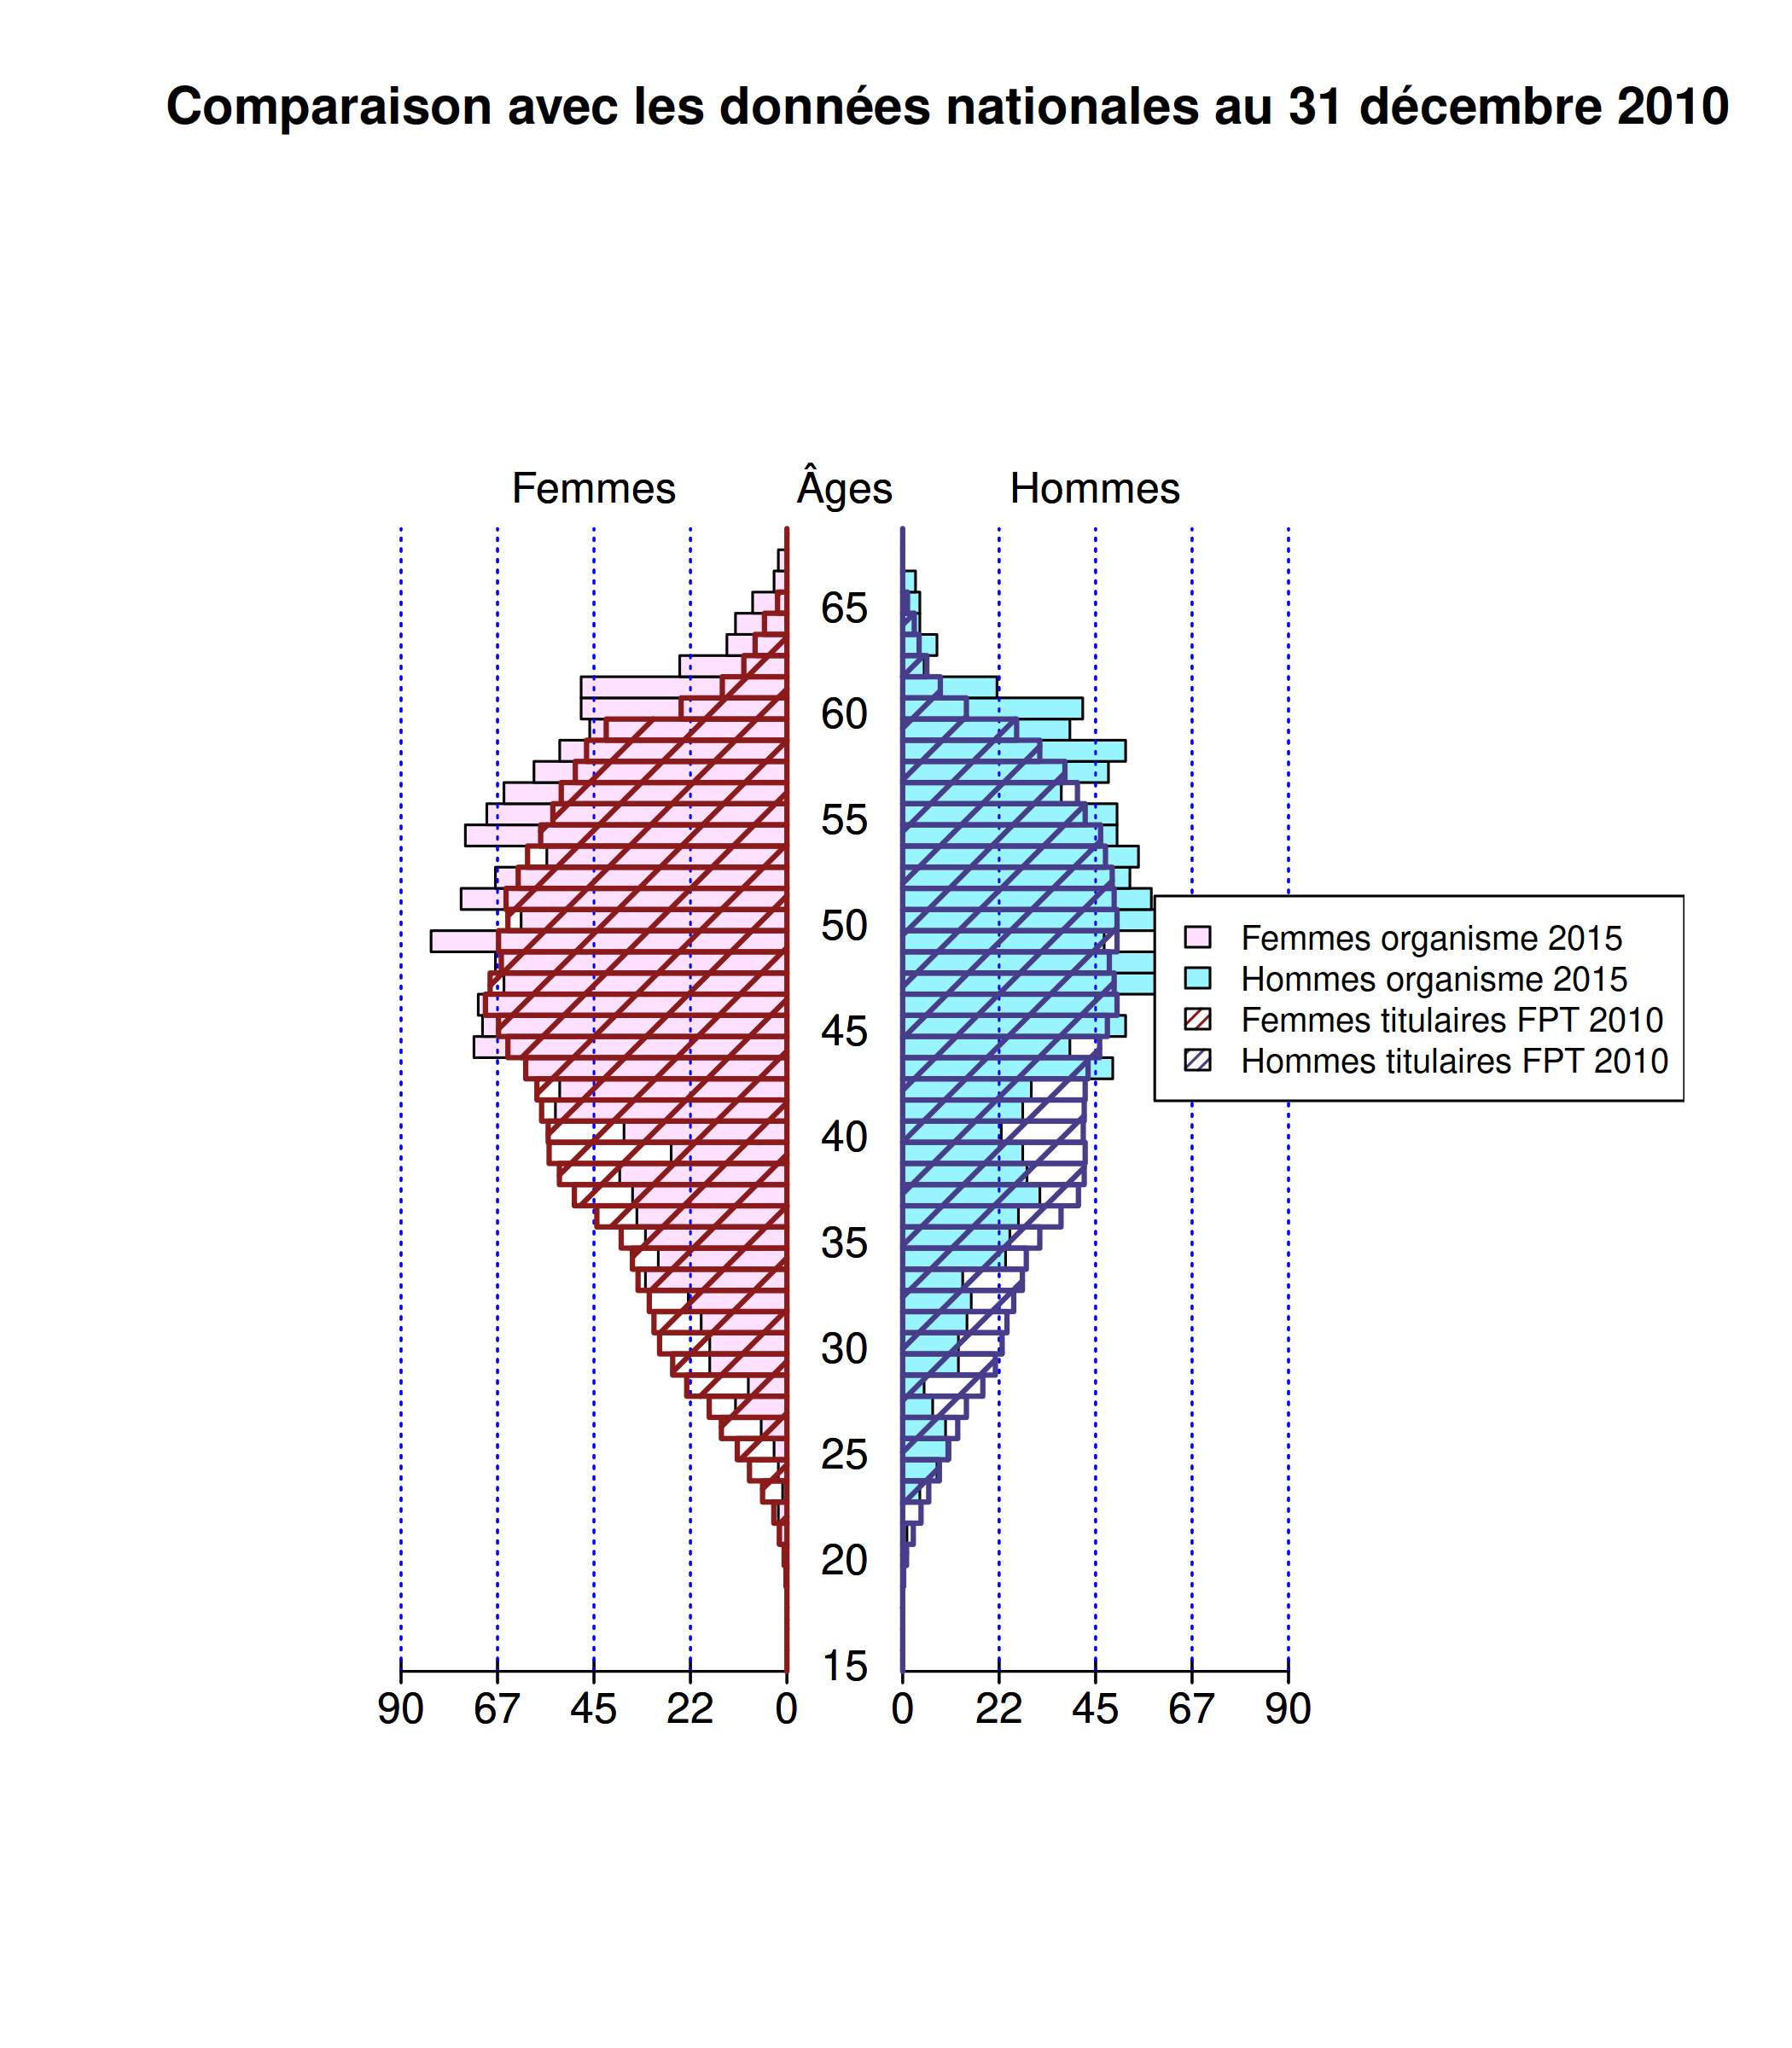 Comparaison avec les données nationales au 31 décembre 2010
Femmes Âges Hommes
65
60
55
50
45
40
35
30
25
20
15
Femmes organisme 2015
Hommes organisme 2015
Femmes titulaires FPT 2010
Hommes titulaires FPT 2010
90 67 45 22 0 0 22 45 67 90